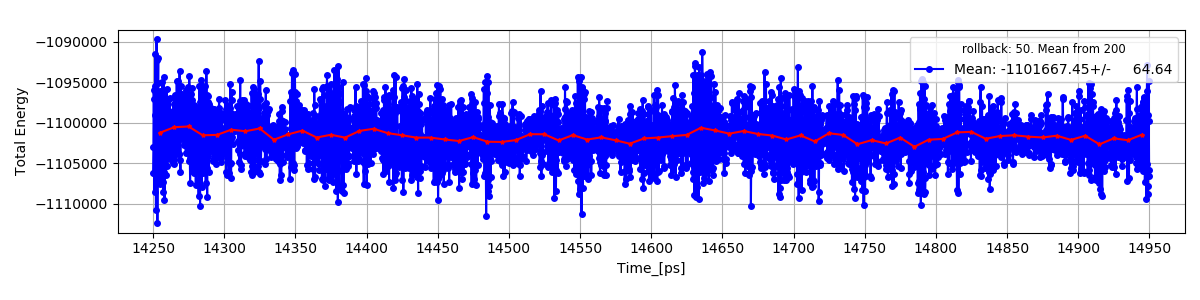 rollback: 50. Mean from 200
Mean: -1101667.45+/- 64.64
Total Energy
−1090000
−1095000
−1100000
−1105000
−1110000
14250 14300 14350 14400 14450 14500 14550 14600 14650 14700 14750 14800 14850 14900 14950
Time_[ps]